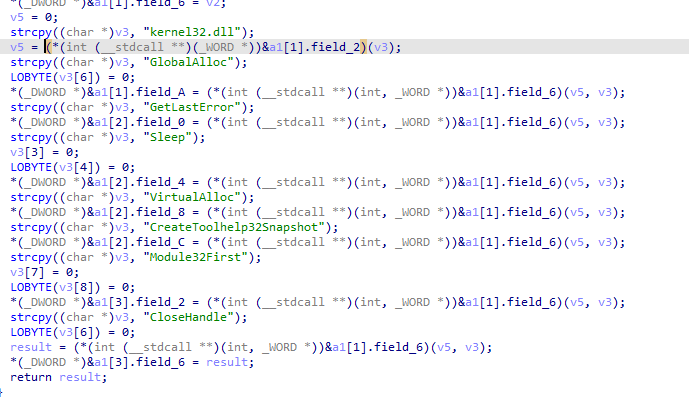 *(_DWORD *)&a1[1].field_6 = v2;
v5 = 0;
strcpy((char *)v3, "kernel32.dll");
v5 = (*(int (__stdcall **)(_WORD *))&a1[1].field_2)(v3);
strcpy((char *)v3, "GlobalAlloc");
LOBYTE(v3[6]) = 0;
*(_DWORD *)&a1[1].field_A = (*(int (__stdcall **)(int, _WORD *))&a1[1].field_6)(v5, v3);
strcpy((char *)v3, "GetLastError");
*(_DWORD *)&a1[2].field_0 = (*(int (__stdcall **)(int, _WORD *))&a1[1].field_6)(v5, v3);
strcpy((char *)v3, "Sleep");
v3[3] = 0;
LOBYTE(v3[4]) = 0;
*(_DWORD *)&a1[2].field_4 = (*(int (__stdcall **)(int, _WORD *))&a1[1].field_6)(v5, v3);
strcpy((char *)v3, "VirtualAlloc");
*(_DWORD *)&a1[2].field_8 = (*(int (__stdcall **)(int, _WORD *))&a1[1].field_6)(v5, v3);
strcpy((char *)v3, "CreateToolhelp32Snapshot");
*(_DWORD *)&a1[2].field_C = (*(int (__stdcall **)(int, _WORD *))&a1[1].field_6)(v5, v3);
strcpy((char *)v3, "Module32First");
v3[7] = 0;
LOBYTE(v3[8]) = 0;
*(_DWORD *)&a1[3].field_2 = (*(int (__stdcall **)(int, _WORD *))&a1[1].field_6)(v5, v3);
strcpy((char *)v3, "CloseHandle");
LOBYTE(v3[6]) = 0;
result = (*(int (__stdcall **)(int, _WORD *))&a1[1].field_6)(v5, v3);
*(_DWORD *)&a1[3].field_6 = result;
return result;
}